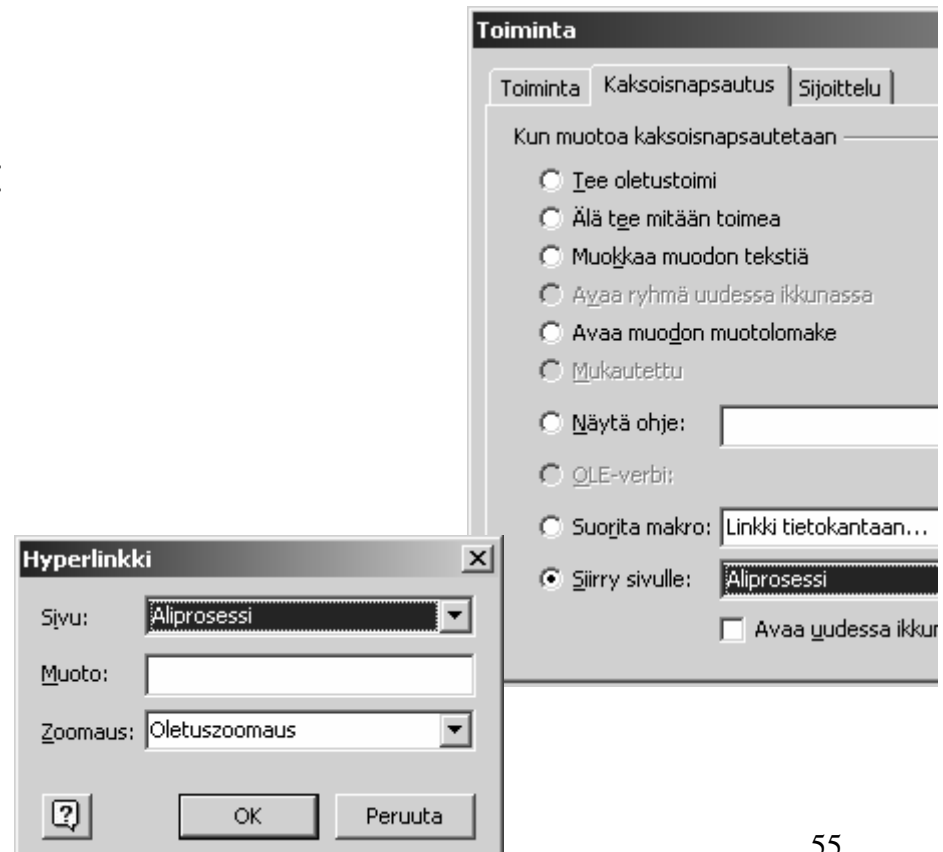 Toiminta
Toiminta Kaksoisnapsautus Sijoittelu
Kun muotoa kaksoisnapsautetaan
Tee oletustoimi
Älä tee mitään toimea
Muokkaa muodon tekstiä
Avaa ryhmä uudessa ikkunassa
Avaa muodon muotolomake
Mukautettu
Näytä ohje:
OLE-verbi:
Suorita makro: Linkki tietokantaan...
Siirry sivulle: Aliprosessi
Avaa uudessa
Hyperlinkki
Sivu: Aliprosessi
Muoto:
Zoomaus: Oletuszoomaus
OK Peruuta
55